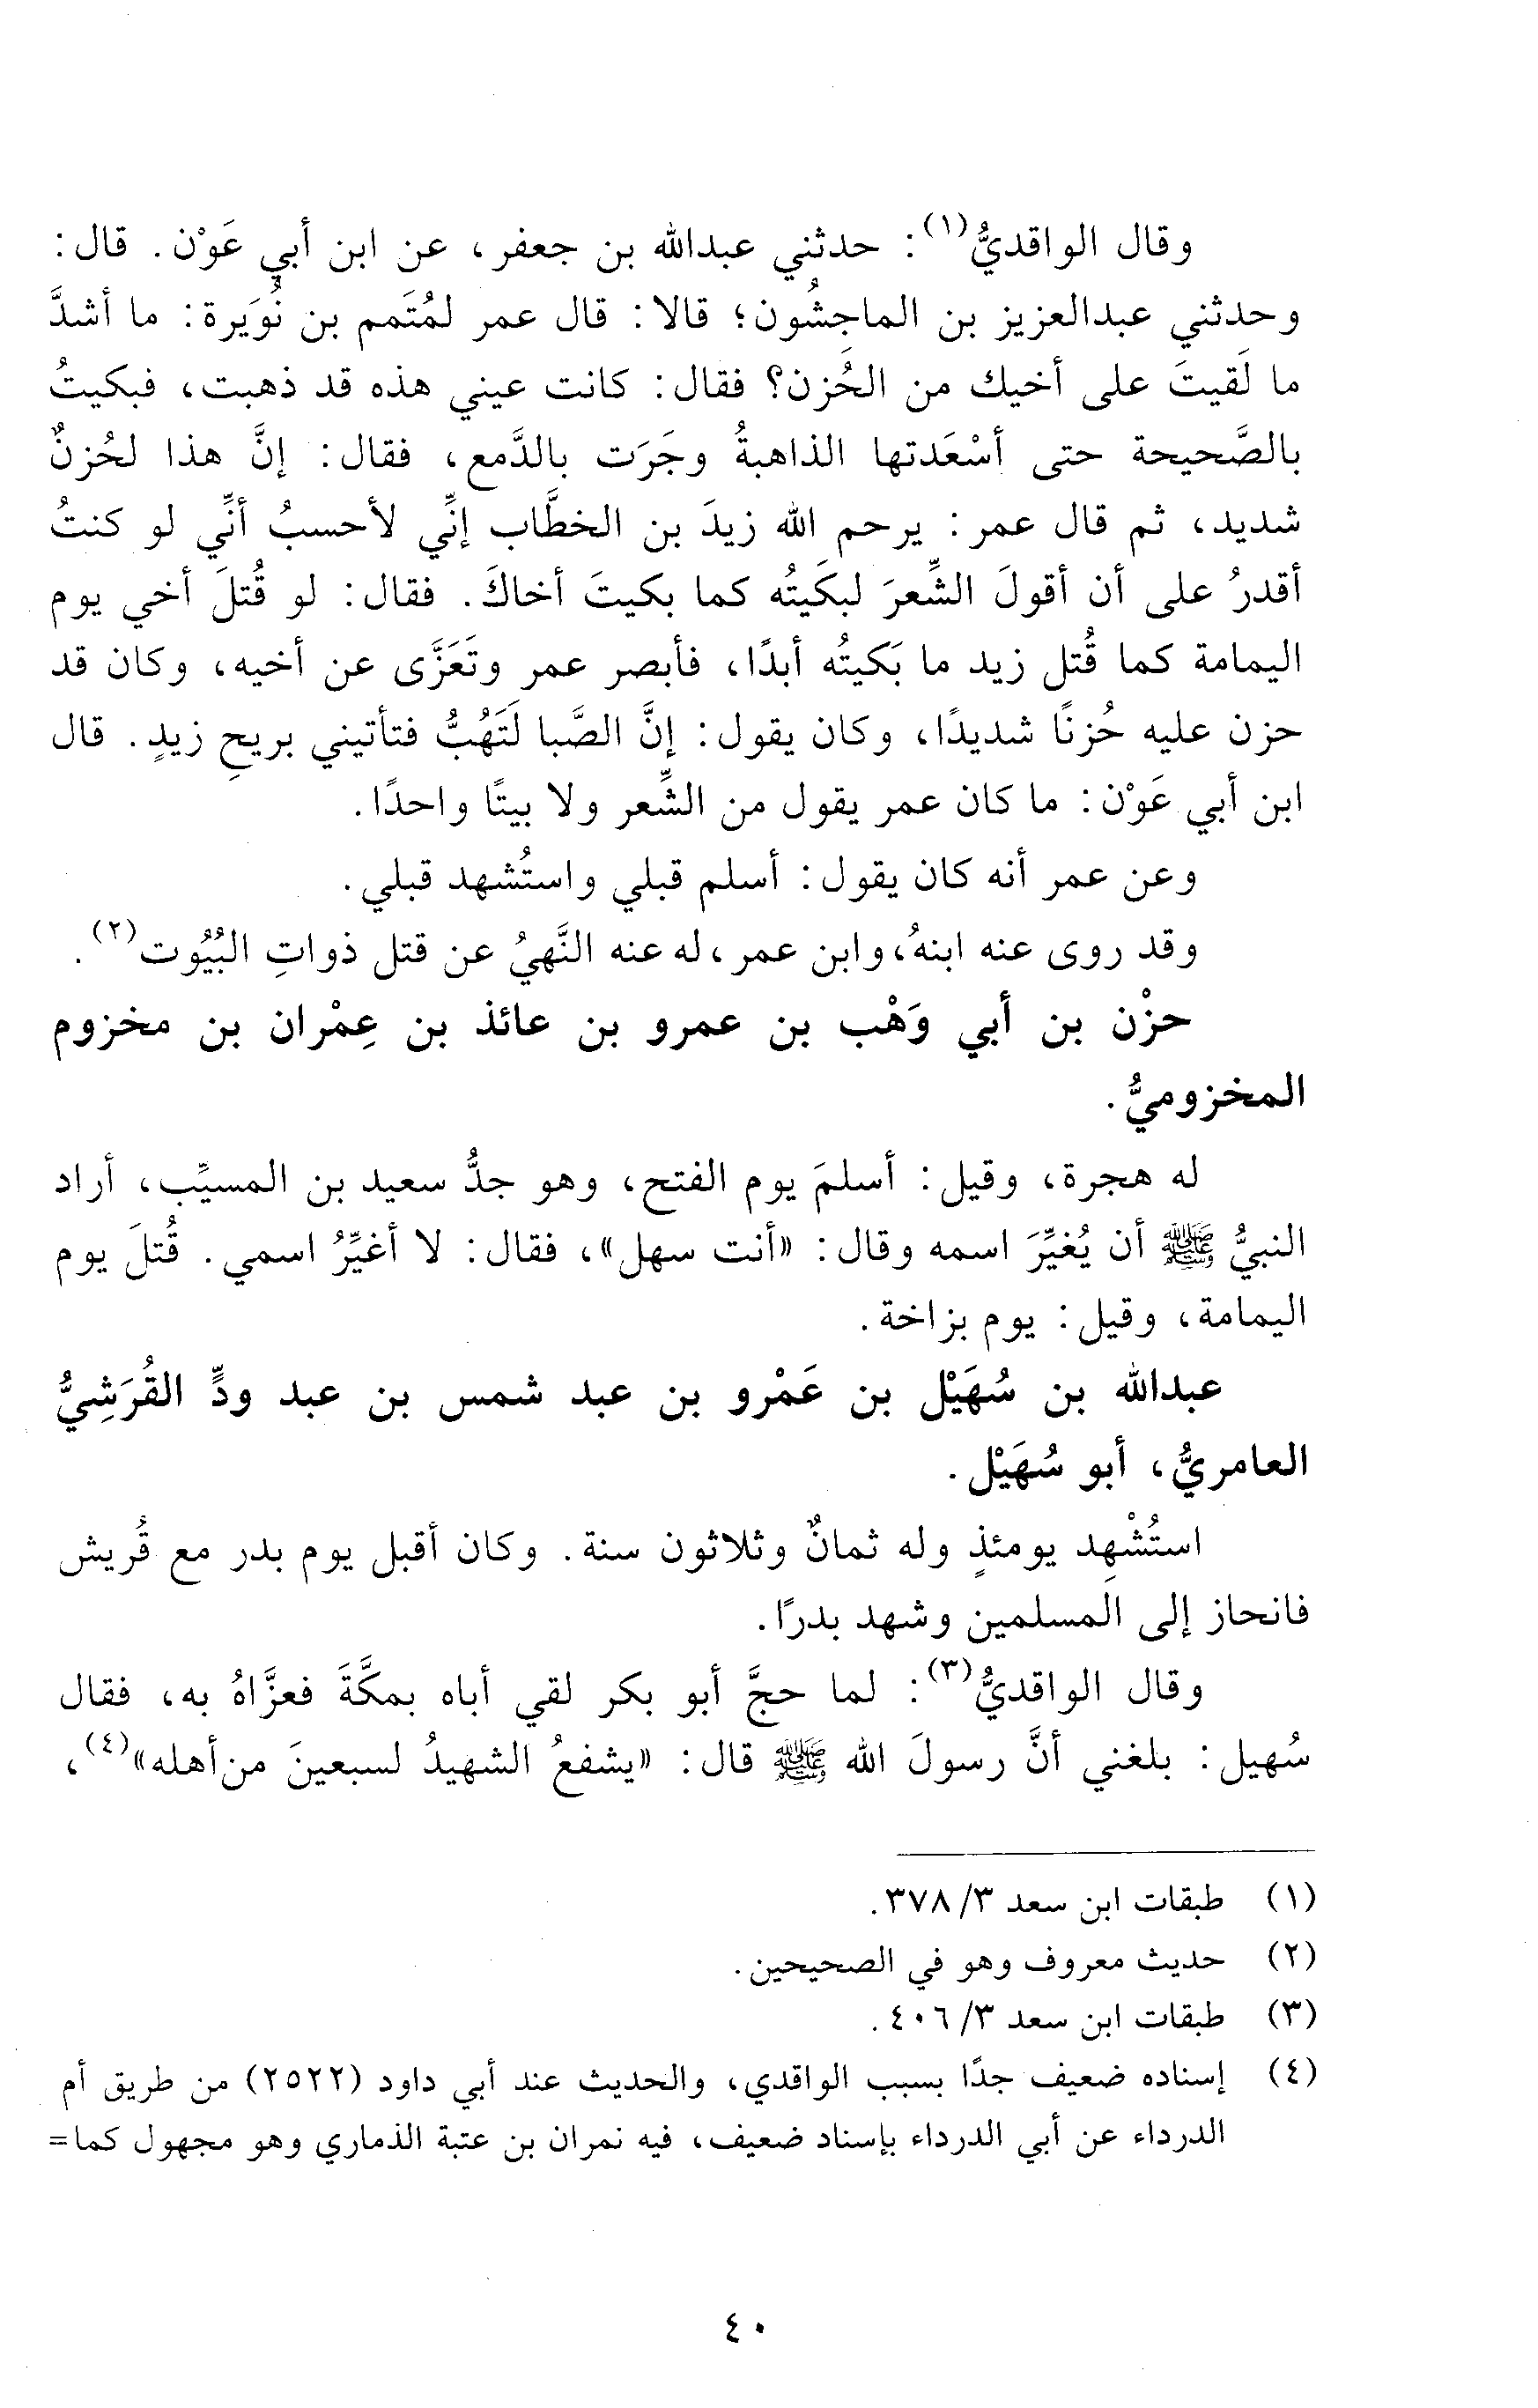 وقال الواقديُّ(١): حدثني عبدالله بن جعفر، عن ابن أبي عَوْن. قال:
وحدثني عبدالعزيز بن الماجِشُون؛ قالا: قال عمر لمُتَمم بن نُوَيرة: ما أشدَّ
ما لَقيتَ على أخيك من الحُزن؟ فقال: كانت عيني هذه قد ذهبت، فبكيتُ
بالصَّحيحة حتى أسْعَدتها الذاهبةُ وجَرَت بالدَّمع، فقال: إنَّ هذا لحُزنٌ
شديد، ثم قال عمر: يرحم الله زيدَ بن الخطَّاب إنِّي لأحسبُ أنِّي لو كنتُ
أقدرُ على أن أقولَ الشِّعرَ لبكَيتُه كما بكيتَ أخاكَ. فقال: لو قُتلَ أخي يوم
اليمامة كما قُتل زيد ما بَكيتُه أبدًا، فأبصر عمر وتَعَزَّى عن أخيه، وكان قد
حزن عليه حُزنًا شديدًا، وكان يقول: إنَّ الصَّبا لَتَهُبُّ فتأتيني بريحِ زيدٍ. قال
ابن أبي عَوْن: ما كان عمر يقول من الشِّعر ولا بيتًا واحدًا.
وعن عمر أنه كان يقول: أسلم قبلي واستُشهد قبلي.
وقد روى عنه ابنهُ، وابن عمر، له عنه النَّهيُ عن قتل ذواتِ البُيُوت(٢).
حزْن بن أبي وَهْب بن عمرو بن عائذ بن عِمْران بن مخزوم
المخزوميُّ.
له هجرة، وقيل: أسلمَ يوم الفتح، وهو جدُّ سعيد بن المسيِّب، أراد
النبيُّ ﷺ أن يُغيِّرَ اسمه وقال: «أنت سهل»، فقال: لا أغيِّرُ اسمي. قُتلَ يوم
اليمامة، وقيل: يوم بزاخة.
عبدالله بن سُهَيْل بن عَمْرو بن عبد شمس بن عبد ودٍّ القُرَشِيُّ
العامريُّ، أبو سُهَيْل.
استُشْهِد يومئذٍ وله ثمانٌ وثلاثون سنة. وكان أقبل يوم بدر مع قُريش
فانحاز إلى المسلمين وشهد بدرًا.
وقال الواقديُّ(٣): لما حجَّ أبو بكر لقي أباه بمكَّةَ فعزَّاهُ به، فقال
سُهيل: بلغني أنَّ رسولَ الله ﷺ قال: «يشفعُ الشهيدُ لسبعينَ من أهله»(٤)،
(١) طبقات ابن سعد ٣/ ٣٧٨.
(٢) حديث معروف وهو في الصحيحين.
(٣) طبقات ابن سعد ٣/ ٤٠٦.
(٤) إسناده ضعيف جدًا بسبب الواقدي، والحديث عند أبي داود (٢٥٢٢) من طريق أم
الدرداء عن أبي الدرداء بإسناد ضعيف، فيه نمران بن عتبة الذماري وهو مجهول كما=
٤٠